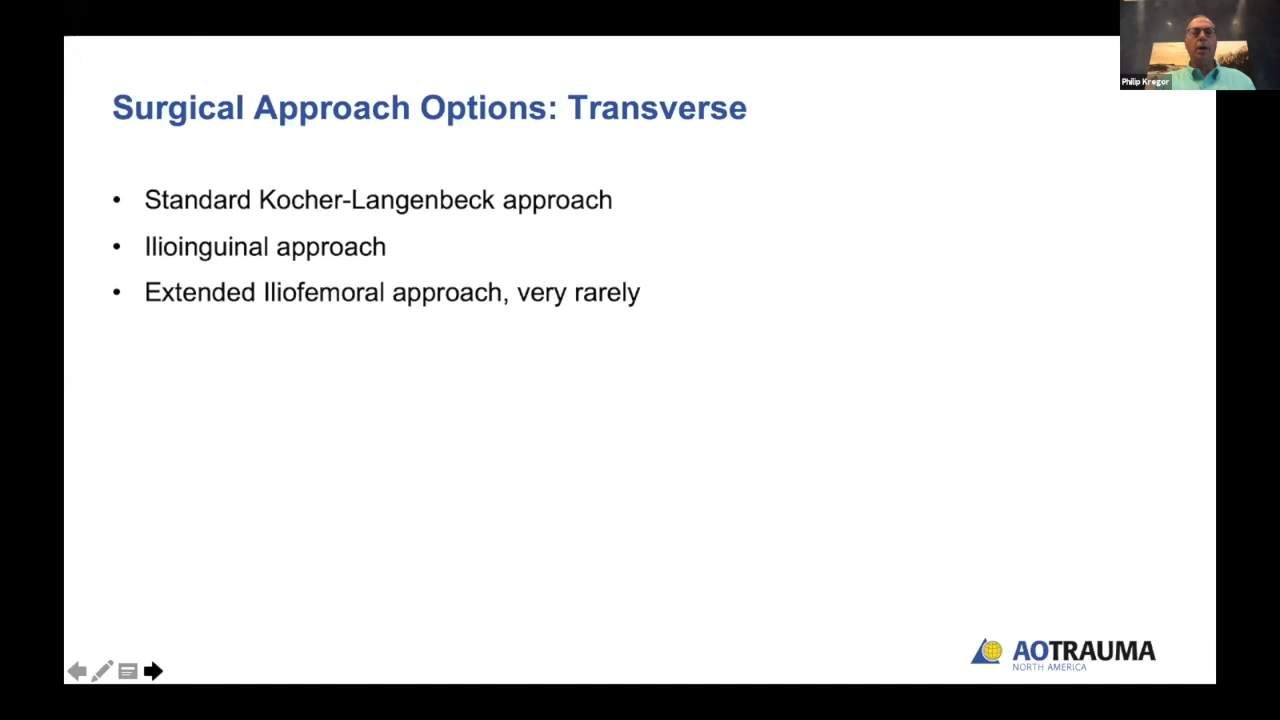 Philip Kregor
Surgical Approach Options: Transverse
• Standard Kocher-Langenbeck approach
• Ilioinguinal approach
• Extended Iliofemoral approach, very rarely
AOTRAUMA
NORTH AMERICA